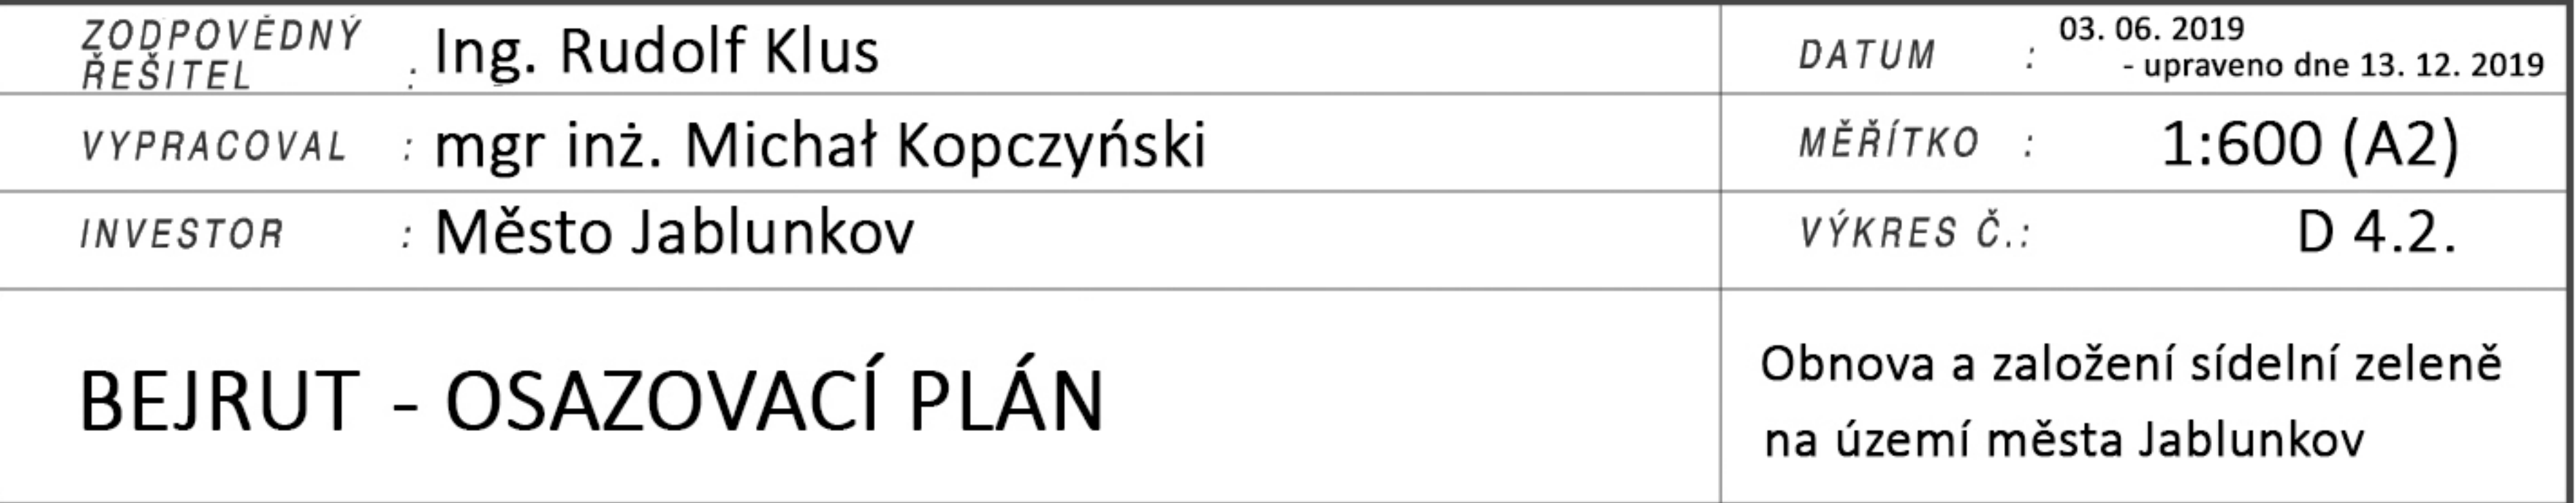 ZODPOVĚDNÝ
ŘEŠITEL : Ing. Rudolf Klus
DATUM : 03. 06. 2019
- upraveno dne 13. 12. 2019
VYPRACOVAL : mgr inż. Michał Kopczyński
MĚŘÍTKO : 1:600 (A2)
INVESTOR : Město Jablunkov
VÝKRES Č.: D 4.2.
BEJRUT - OSAZOVACÍ PLÁN
Obnova a založení sídelní zeleně
na území města Jablunkov